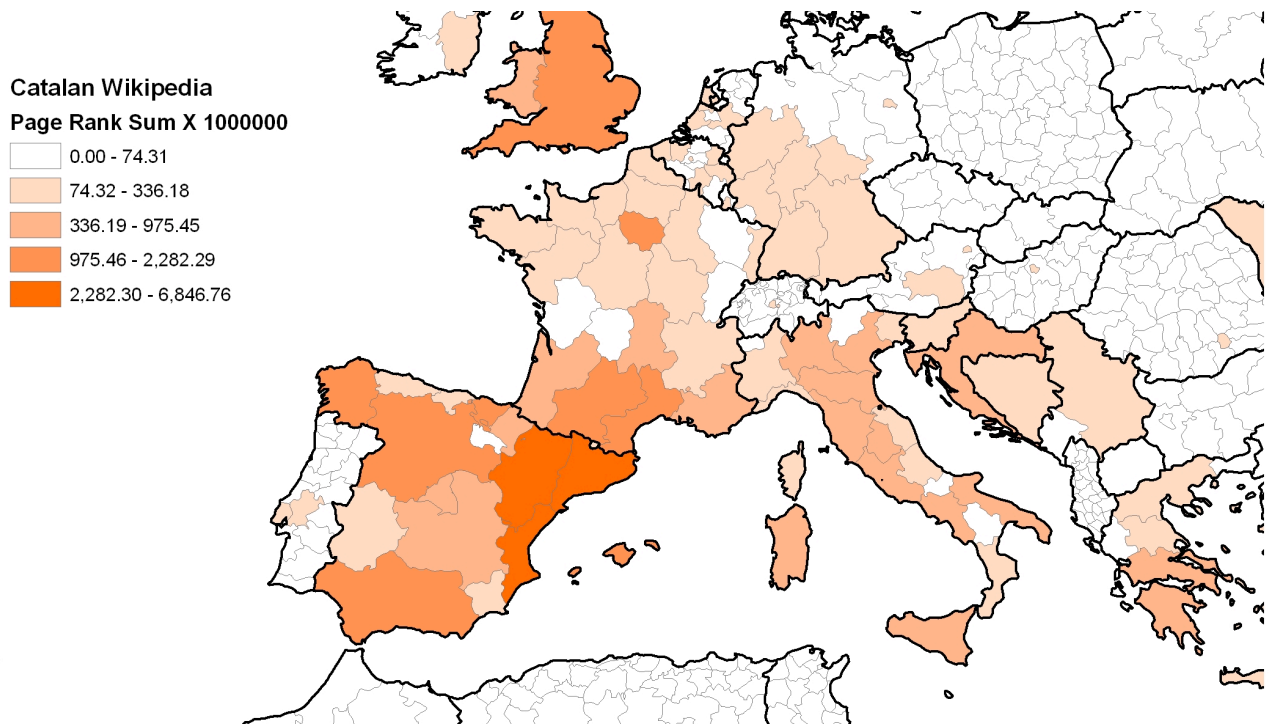 Catalan Wikipedia
Page Rank Sum X 1000000
0.00 - 74.31
74.32 - 336.18
336.19 - 975.45
975.46 - 2,282.29
2,282.30 - 6,846.76